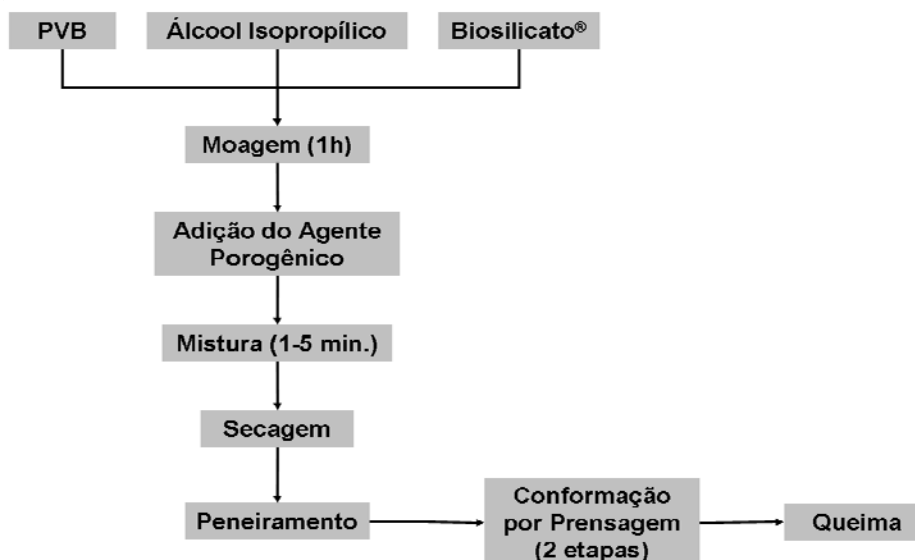 PVB
Álcool Isopropílico
Biosilicato®
Moagem (1h)
Adição do Agente
Porogênico
Mistura (1-5 min.)
Secagem
Peneiramento
Conformação
por Prensagem
(2 etapas)
Queima